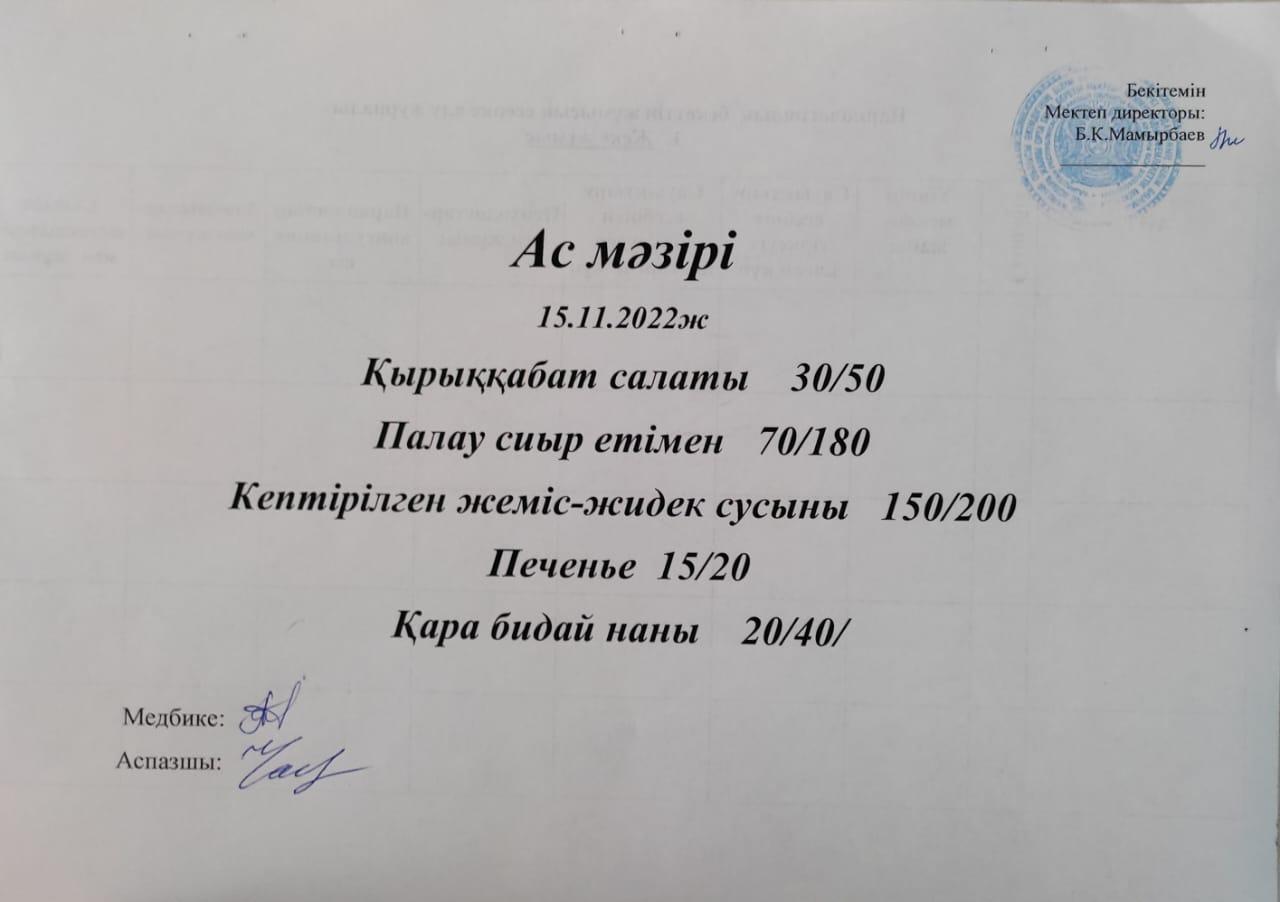 Бекітемін
Мектеп директоры:
Б.К.Мамырбаев
Ас мәзірі
15.11.2022ж
Қырыққабат салаты 30/50
Палау сиыр етімен 70/180
Кептірілген жеміс-жидек сусыны 150/200
Печенье 15/20
Қара бидай наны 20/40/
Медбике:
Аспазшы: